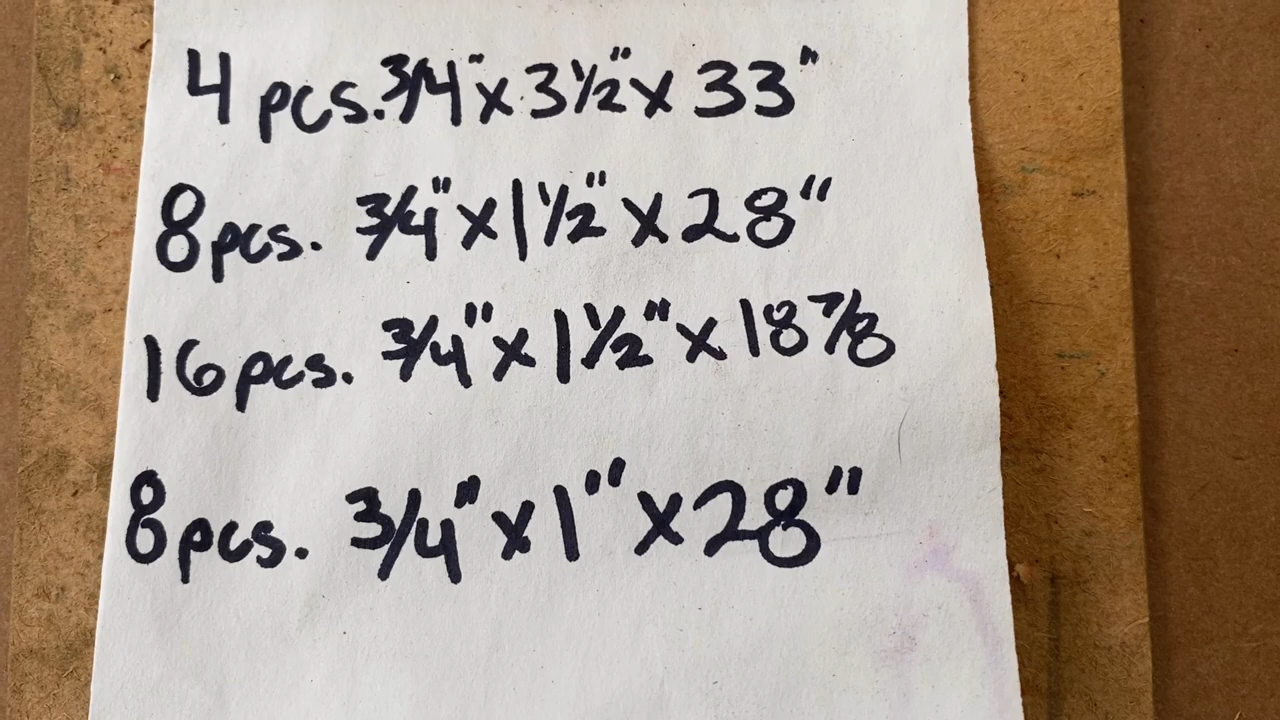 4 pcs. 3/4" x 3 1/2" x 33"
8 pcs. 3/4" x 1 1/2" x 28"
16 pcs. 3/4" x 1 1/2" x 18 7/8
8 pcs. 3/4" x 1" x 28"